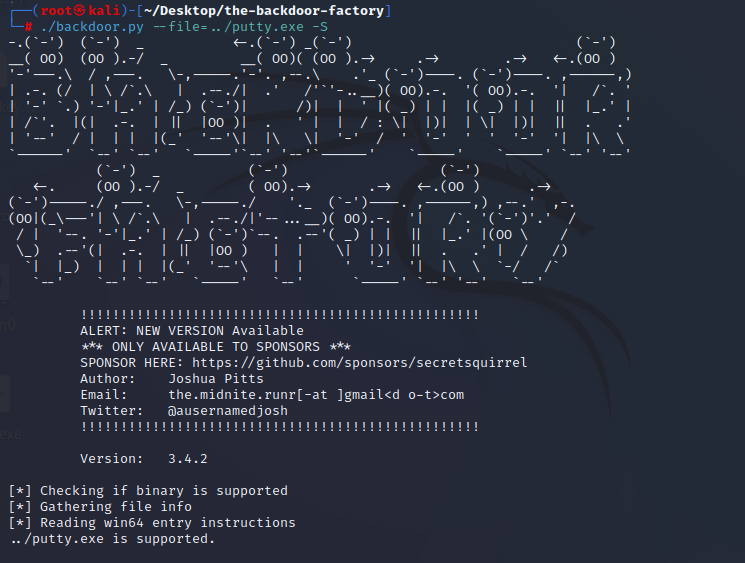 ┌──(root㉿kali)-[~/Desktop/the-backdoor-factory]
└─# ./backdoor.py --file=../putty.exe -S
!!!!!!!!!!!!!!!!!!!!!!!!!!!!!!!!!!!!!!!!!!!!!!!!!!
ALERT: NEW VERSION Available
*** ONLY AVAILABLE TO SPONSORS ***
SPONSOR HERE: https://github.com/sponsors/secretsquirrel
Author:    Joshua Pitts
Email:     the.midnite.runr[-at ]gmail<d o-t>com
Twitter:   @ausernamedjosh
!!!!!!!!!!!!!!!!!!!!!!!!!!!!!!!!!!!!!!!!!!!!!!!!!!
Version:   3.4.2
[*] Checking if binary is supported
[*] Gathering file info
[*] Reading win64 entry instructions
../putty.exe is supported.